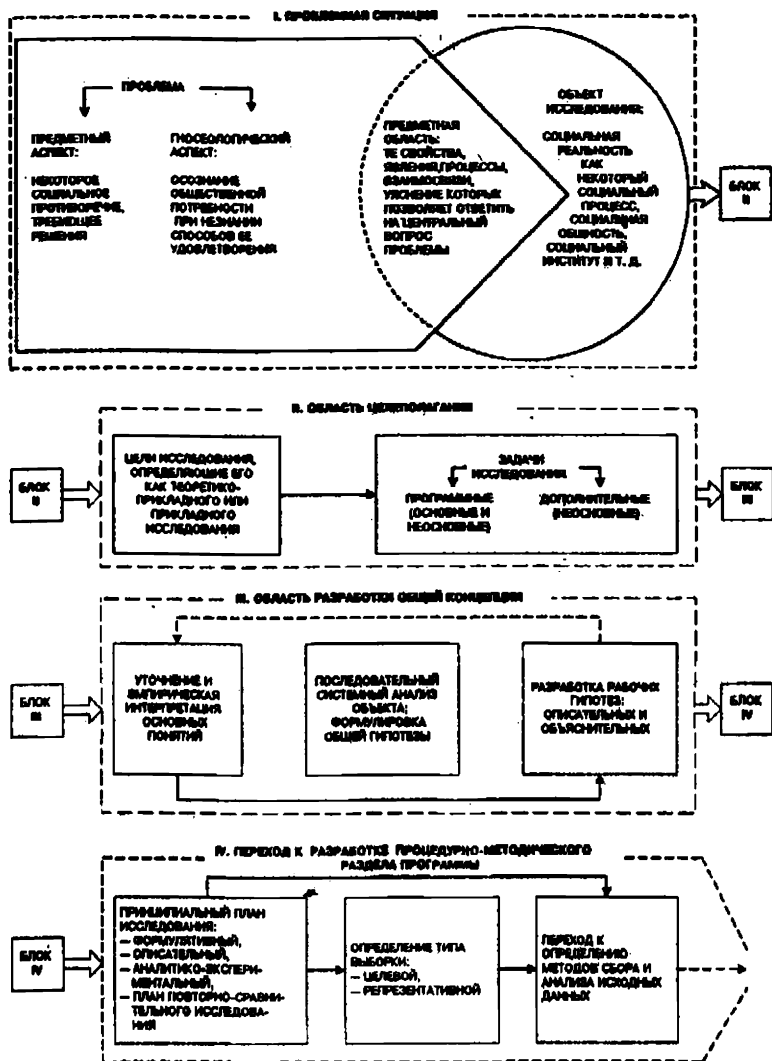 I. ПРОБЛЕМНАЯ СИТУАЦИЯ
ПРОБЛЕМА
ПРЕДМЕТНЫЙ
АСПЕКТ:
НЕКОТОРОЕ
СОЦИАЛЬНОЕ
ПРОТИВОРЕЧИЕ,
ТРЕБУЮЩЕЕ
РЕШЕНИЯ
ГНОСЕОЛОГИЧЕСКИЙ
АСПЕКТ:
ОСОЗНАНИЕ
ОБЩЕСТВЕННОЙ
ПОТРЕБНОСТИ
ПРИ НЕЗНАНИИ
СПОСОБОВ ЕЕ
УДОВЛЕТВОРЕНИЯ
ПРЕДМЕТНАЯ
ОБЛАСТЬ:
ТЕ СВОЙСТВА,
ЯВЛЕНИЯ, ПРОЦЕССЫ,
ВЗАИМОСВЯЗИ,
УЯСНЕНИЕ КОТОРЫХ
ПОЗВОЛЯЕТ ОТВЕТИТЬ
НА ЦЕНТРАЛЬНЫЙ
ВОПРОС
ПРОБЛЕМЫ
ОБЪЕКТ
ИССЛЕДОВАНИЯ:
СОЦИАЛЬНАЯ
РЕАЛЬНОСТЬ
КАК
НЕКОТОРЫЙ
СОЦИАЛЬНЫЙ
ПРОЦЕСС,
СОЦИАЛЬНАЯ
ОБЩНОСТЬ,
СОЦИАЛЬНЫЙ
ИНСТИТУТ И Т. Д.
БЛОК
II
II. ОБЛАСТЬ ЦЕЛЕПОЛАГАНИЯ
БЛОК
II
ЦЕЛИ ИССЛЕДОВАНИЯ,
ОПРЕДЕЛЯЮЩИЕ ЕГО
КАК ТЕОРЕТИКО-
ПРИКЛАДНОГО ИЛИ
ПРИКЛАДНОГО
ИССЛЕДОВАНИЯ
ЗАДАЧИ
ИССЛЕДОВАНИЯ
ПРОГРАММНЫЕ
(ОСНОВНЫЕ И
НЕОСНОВНЫЕ)
ДОПОЛНИТЕЛЬНЫЕ
(НЕОСНОВНЫЕ)
БЛОК
III
III. ОБЛАСТЬ РАЗРАБОТКИ ОБЩЕЙ КОНЦЕПЦИИ
БЛОК
III
УТОЧНЕНИЕ И
ЭМПИРИЧЕСКАЯ
ИНТЕРПРЕТАЦИЯ
ОСНОВНЫХ
ПОНЯТИЙ
ПОСЛЕДОВАТЕЛЬНЫЙ
СИСТЕМНЫЙ АНАЛИЗ
ОБЪЕКТА;
ФОРМУЛИРОВКА
ОБЩЕЙ ГИПОТЕЗЫ
РАЗРАБОТКА РАБОЧИХ
ГИПОТЕЗ:
ОПИСАТЕЛЬНЫХ И
ОБЪЯСНИТЕЛЬНЫХ
БЛОК
IV
IV. ПЕРЕХОД К РАЗРАБОТКЕ ПРОЦЕДУРНО-МЕТОДИЧЕСКОГО
РАЗДЕЛА ПРОГРАММЫ
БЛОК
IV
ПРИНЦИПИАЛЬНЫЙ ПЛАН
ИССЛЕДОВАНИЯ:
— ФОРМУЛЯТИВНЫЙ,
— ОПИСАТЕЛЬНЫЙ,
— АНАЛИТИКО-ЭКСПЕРИ-
МЕНТАЛЬНЫЙ,
— ПЛАН ПОВТОРНО-СРАВНИ-
ТЕЛЬНОГО ИССЛЕДОВА-
НИЯ
ОПРЕДЕЛЕНИЕ ТИПА
ВЫБОРКИ:
— ЦЕЛЕВОЙ,
— РЕПРЕЗЕНТАТИВНОЙ
ПЕРЕХОД К
ОПРЕДЕЛЕНИЮ
МЕТОДОВ СБОРА И
АНАЛИЗА ИСХОДНЫХ
ДАННЫХ